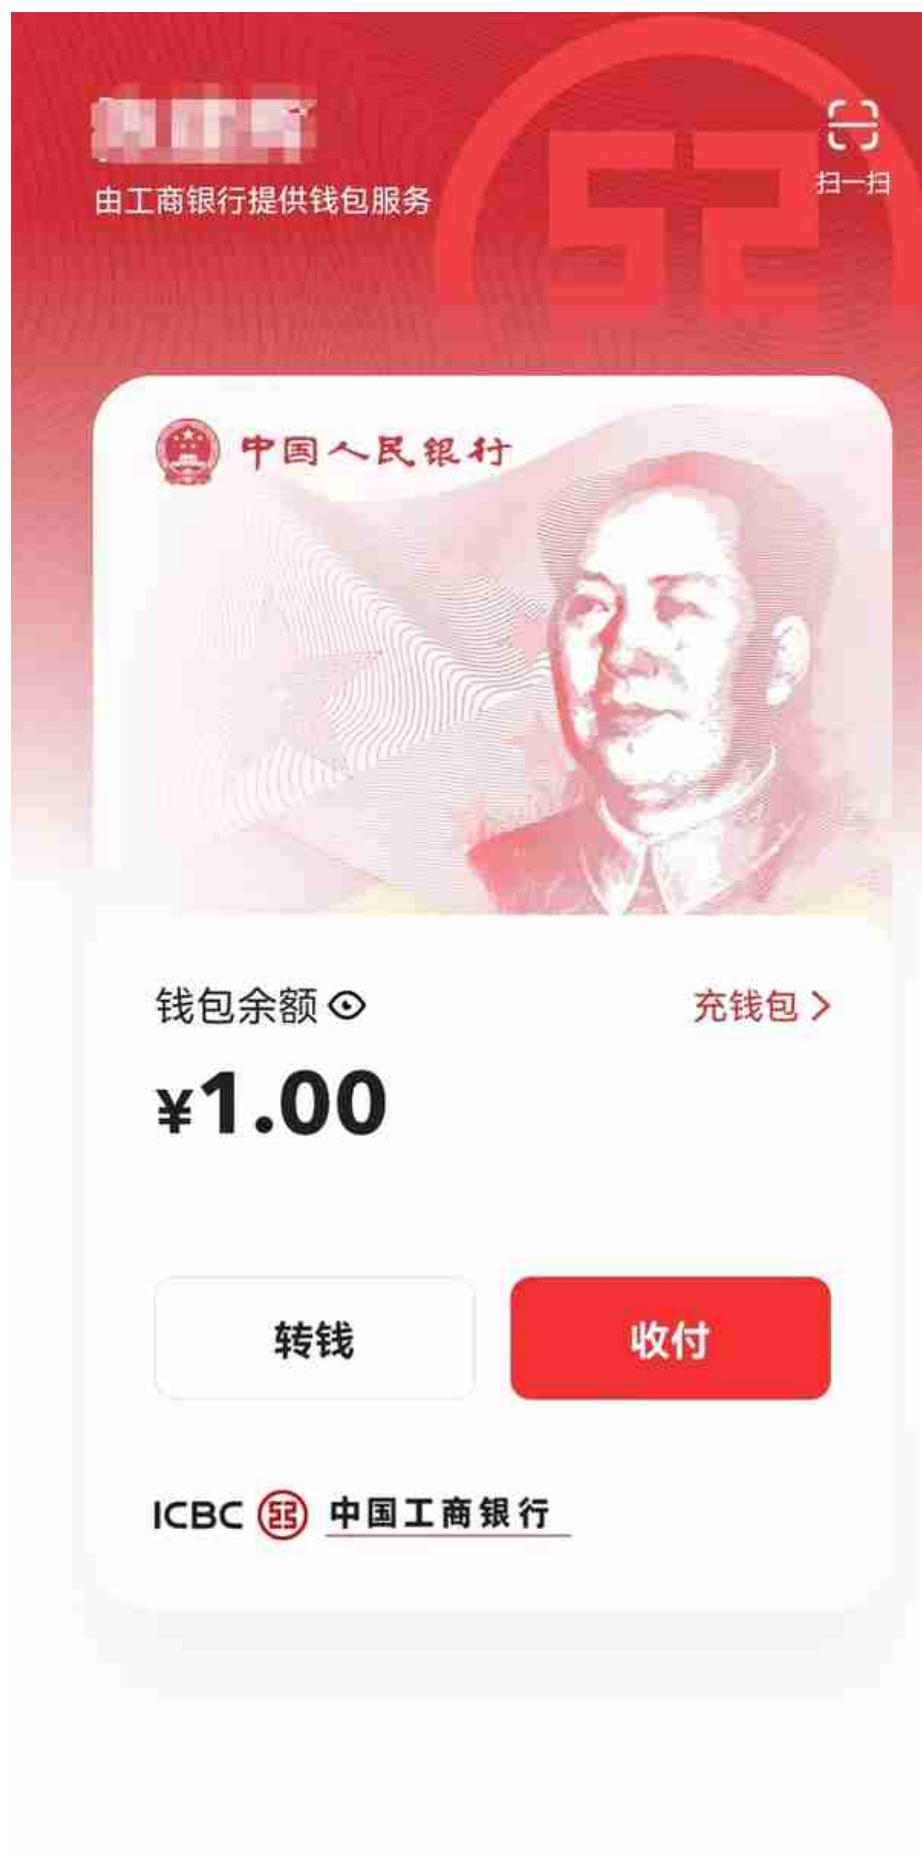 扫一扫
由工商银行提供钱包服务
中国人民银行
钱包余额
充钱包
¥1.00
转钱
收付
ICBC 中国工商银行